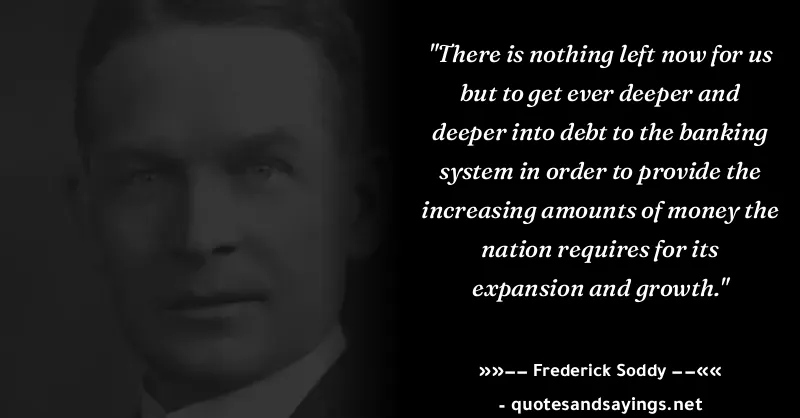 "There is nothing left now for us
but to get ever deeper and
deeper into debt to the banking
system in order to provide the
increasing amounts of money the
nation requires for its
expansion and growth."
»»–– Frederick Soddy ––««
- quotesandsayings.net